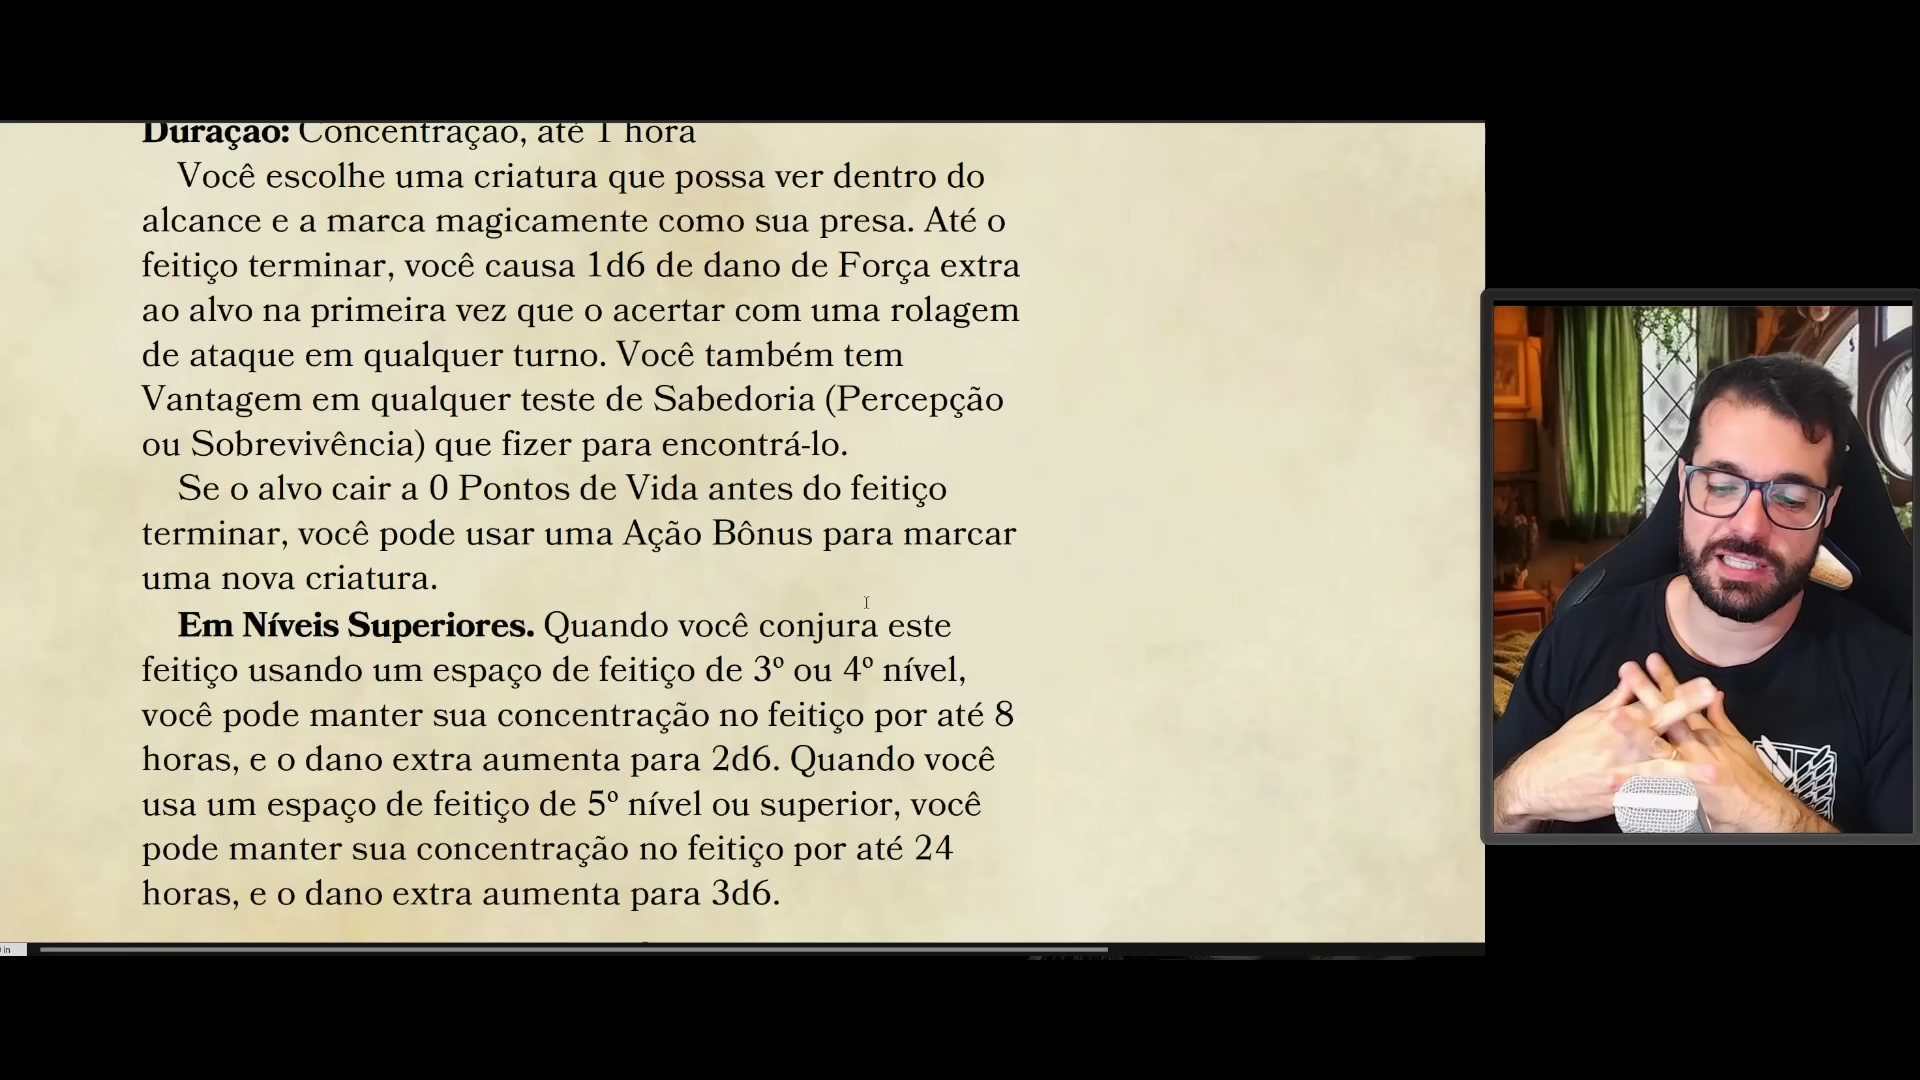 Duração: Concentração, até 1 hora
Você escolhe uma criatura que possa ver dentro do
alcance e a marca magicamente como sua presa. Até o
feitiço terminar, você causa 1d6 de dano de Força extra
ao alvo na primeira vez que o acertar com uma rolagem
de ataque em qualquer turno. Você também tem
Vantagem em qualquer teste de Sabedoria (Percepção
ou Sobrevivência) que fizer para encontrá-lo.
Se o alvo cair a 0 Pontos de Vida antes do feitiço
terminar, você pode usar uma Ação Bônus para marcar
uma nova criatura.
Em Níveis Superiores. Quando você conjura este
feitiço usando um espaço de feitiço de 3º ou 4º nível,
você pode manter sua concentração no feitiço por até 8
horas, e o dano extra aumenta para 2d6. Quando você
usa um espaço de feitiço de 5º nível ou superior, você
pode manter sua concentração no feitiço por até 24
horas, e o dano extra aumenta para 3d6.
in